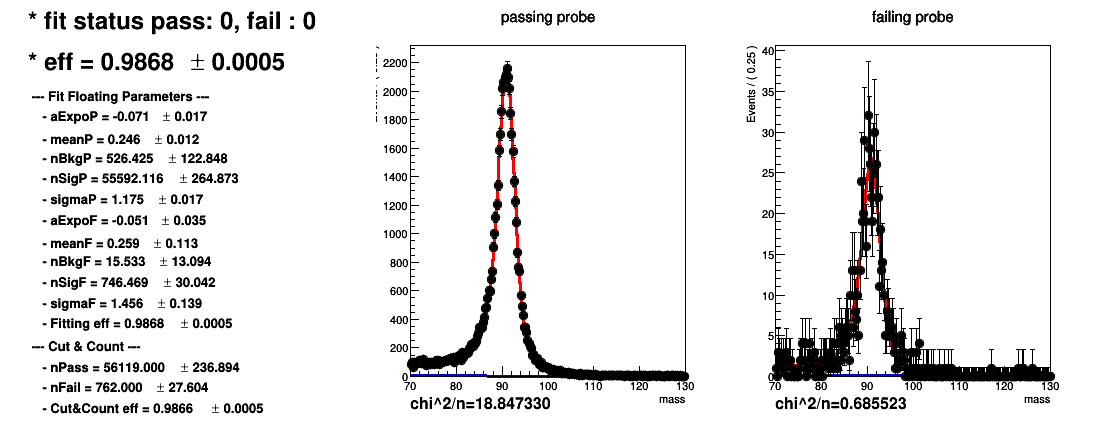 * fit status pass: 0, fail : 0
* eff = 0.9868 ± 0.0005
--- Fit Floating Parameters ---
- aExpoP = -0.071 ± 0.017
- meanP = 0.246 ± 0.012
- nBkgP = 526.425 ± 122.848
- nSigP = 55592.116 ± 264.873
- sigmaP = 1.175 ± 0.017
- aExpoF = -0.051 ± 0.035
- meanF = 0.259 ± 0.113
- nBkgF = 15.533 ± 13.094
- nSigF = 746.469 ± 30.042
- sigmaF = 1.456 ± 0.139
- Fitting eff = 0.9868 ± 0.0005
--- Cut & Count ---
- nPass = 56119.000 ± 236.894
- nFail = 762.000 ± 27.604
- Cut&Count eff = 0.9866 ± 0.0005
passing probe
2200
2000
1800
1600
1400
1200
1000
800
600
400
200
0
70 80 90 100 110 120 130
mass
chi^2/n=18.847330
failing probe
Events / ( 0.25 )
40
35
30
25
20
15
10
5
0
70 80 90 100 110 120 130
mass
chi^2/n=0.685523